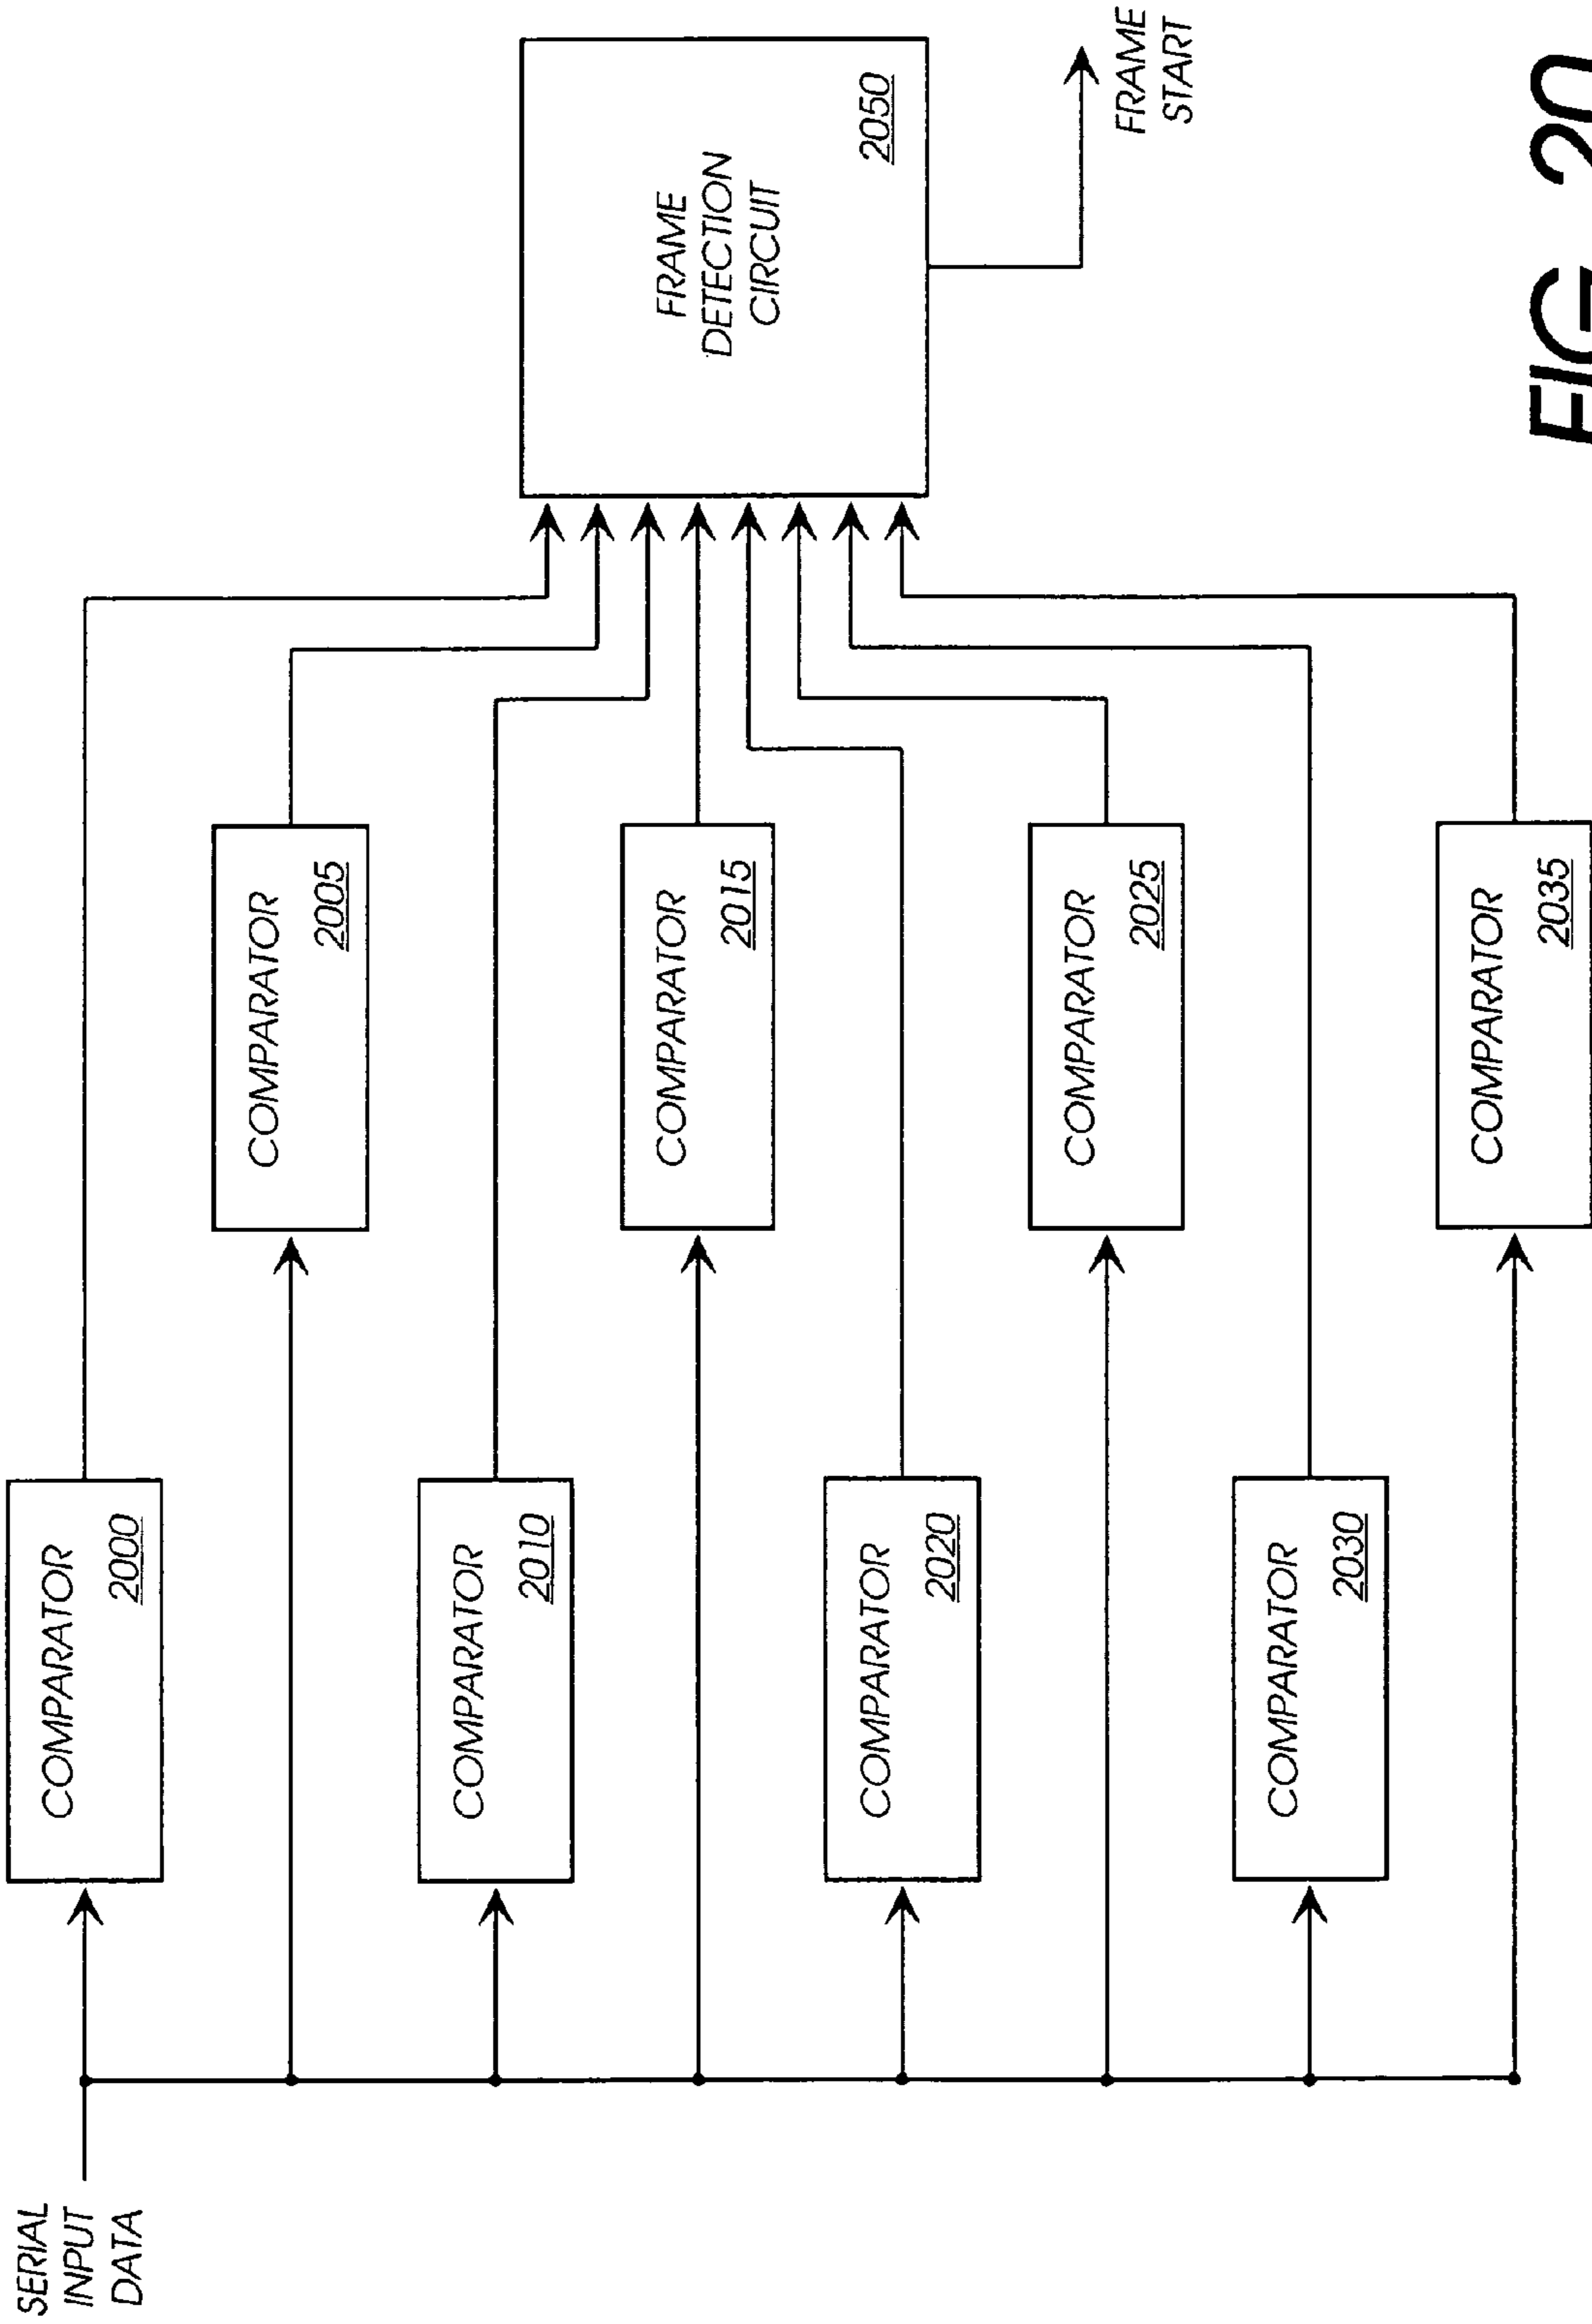 SERIAL
INPUT
DATA
COMPARATOR
2000
COMPARATOR
2005
COMPARATOR
2010
COMPARATOR
2015
COMPARATOR
2020
COMPARATOR
2025
COMPARATOR
2030
COMPARATOR
2035
FRAME
DETECTION
CIRCUIT
2050
FRAME
START
FIG_20